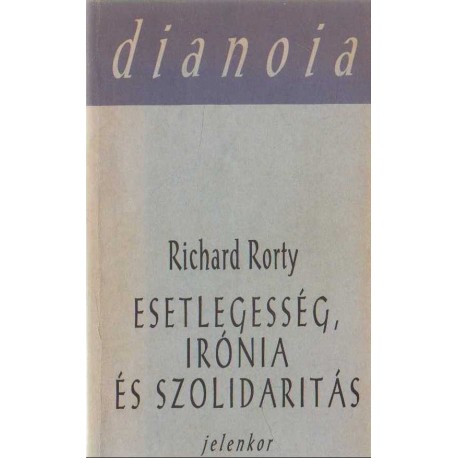 dianoia
Richard Rorty
ESETLEGESSÉG,
IRÓNIA
ÉS SZOLIDARITÁS
jelenkor